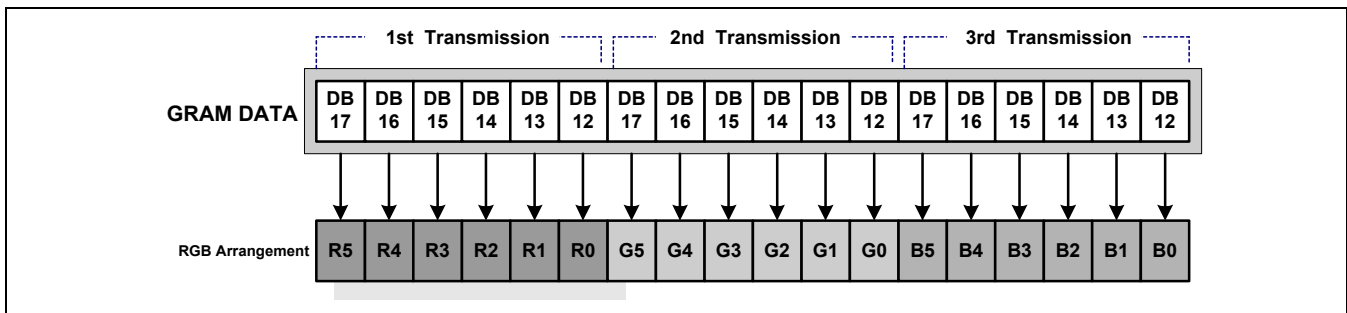 1st Transmission 2nd Transmission 3rd Transmission
GRAM DATA DB 17 DB 16 DB 15 DB 14 DB 13 DB 12 DB 17 DB 16 DB 15 DB 14 DB 13 DB 12 DB 17 DB 16 DB 15 DB 14 DB 13 DB 12
RGB Arrangement R5 R4 R3 R2 R1 R0 G5 G4 G3 G2 G1 G0 B5 B4 B3 B2 B1 B0